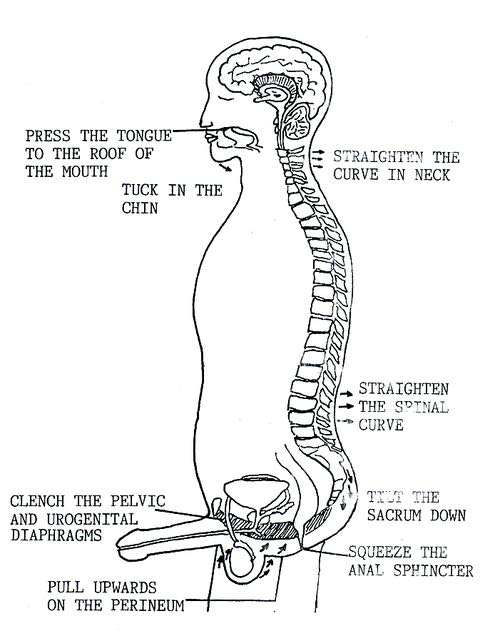 PRESS THE TONGUE
TO THE ROOF OF
THE MOUTH
TUCK IN THE
CHIN
STRAIGHTEN THE
CURVE IN NECK
STRAIGHTEN
THE SPINAL
CURVE
CLENCH THE PELVIC
AND UROGENITAL
DIAPHRAGMS
TILT THE
SACRUM DOWN
SQUEEZE THE
ANAL SPHINCTER
PULL UPWARDS
ON THE PERINEUM